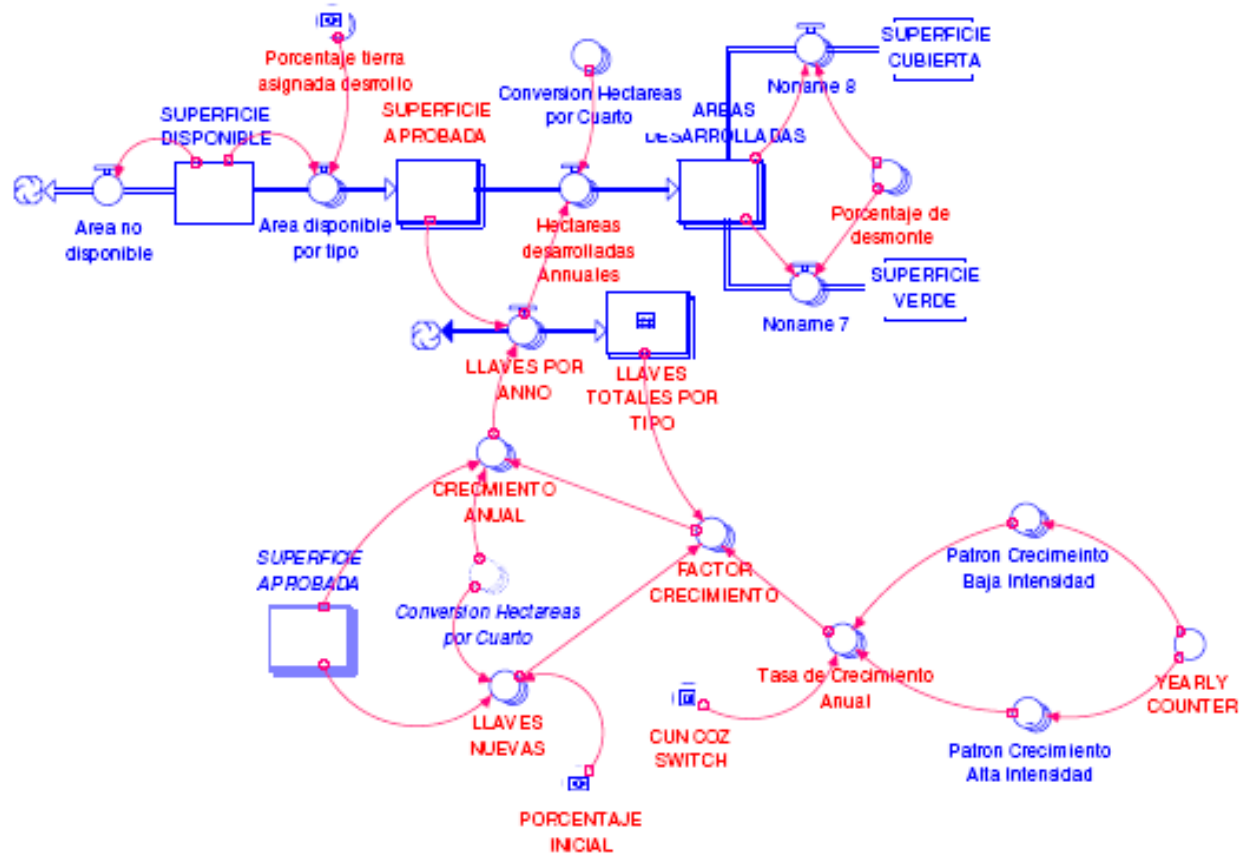 SUPERFICIE
CUBIERTA
Porcentaje tierra
asignada desrrollo
Noname 8
Conversion Hectareas
por Cuarto
SUPERFICIE
DISPONIBLE
SUPERFICIE
APROBADA
AREAS
DESARROLLADAS
Area no
disponible
Area disponible
por tipo
Hectareas
desarrolladas
Annuales
Porcentaje de
desmonte
SUPERFICIE
VERDE
Noname 7
LLAVES POR
ANNO
LLAVES
TOTALES POR
TIPO
CRECMIENTO
ANUAL
SUPERFICIE
APROBADA
Conversion Hectareas
por Cuarto
FACTOR
CRECIMIENTO
Patron Crecimeinto
Baja Intensidad
Tasa de Crecimiento
Anual
YEARLY
COUNTER
LLAVES
NUEVAS
CUN COZ
SWITCH
Patron Crecimiento
Alta Intensidad
PORCENTAJE
INICIAL